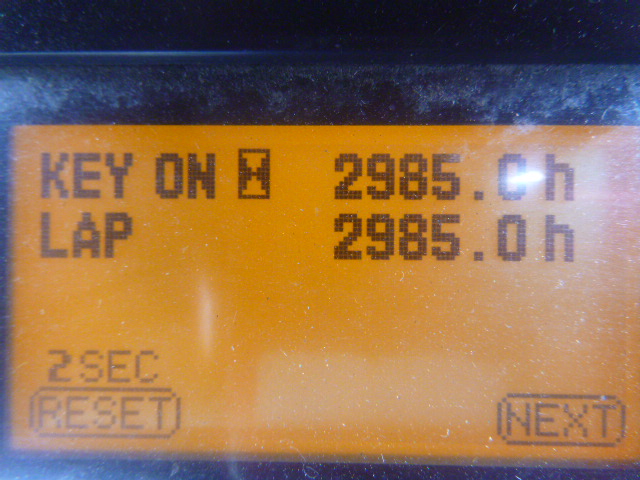 KEY ON 2985.0h
LAP 2985.0h
2SEC
RESET NEXT